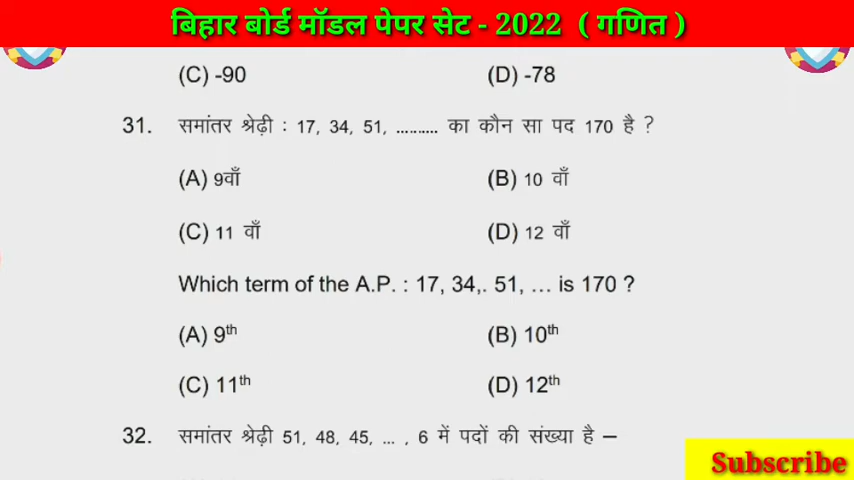 बिहार बोर्ड मॉडल पेपर सेट - 2022 ( गणित )
(C) -90 (D) -78
31. समांतर श्रेढ़ी : 17, 34, 51, .......... का कौन सा पद 170 है ?
(A) 9वाँ (B) 10 वाँ
(C) 11 वाँ (D) 12 वाँ
Which term of the A.P. : 17, 34,. 51, ... is 170 ?
(A) 9th (B) 10th
(C) 11th (D) 12th
32. समांतर श्रेढ़ी 51, 48, 45, ... , 6 में पदों की संख्या है –
Subscribe